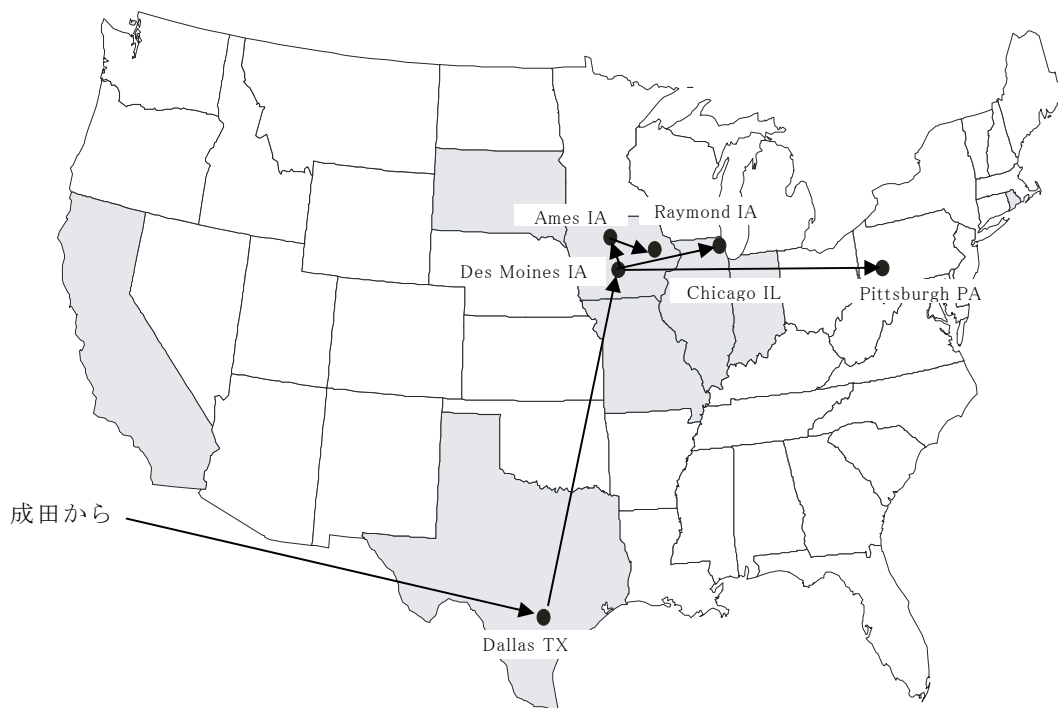 Ames IA
Raymond IA
Des Moines IA
Chicago IL
Pittsburgh PA
成田から
Dallas TX